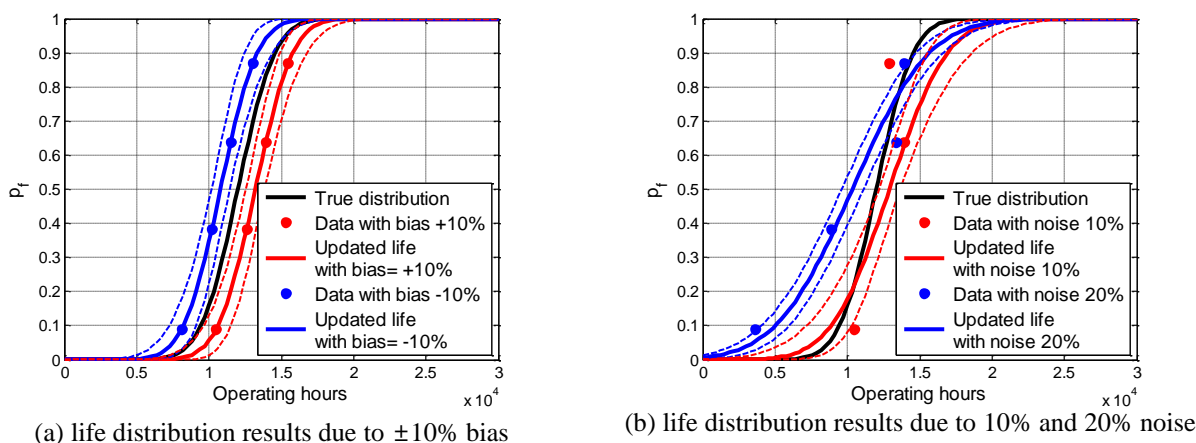 p_f
1
0.9
0.8
0.7
0.6
0.5
0.4
0.3
0.2
0.1
0
0 0.5 1 1.5 2 2.5 3
Operating hours
x 10^4
True distribution
Data with bias +10%
Updated life
with bias= +10%
Data with bias -10%
Updated life
with bias= -10%
(a) life distribution results due to ±10% bias
p_f
1
0.9
0.8
0.7
0.6
0.5
0.4
0.3
0.2
0.1
0
0 0.5 1 1.5 2 2.5 3
Operating hours
x 10^4
True distribution
Data with noise 10%
Updated life
with noise 10%
Data with noise 20%
Updated life
with noise 20%
(b) life distribution results due to 10% and 20% noise